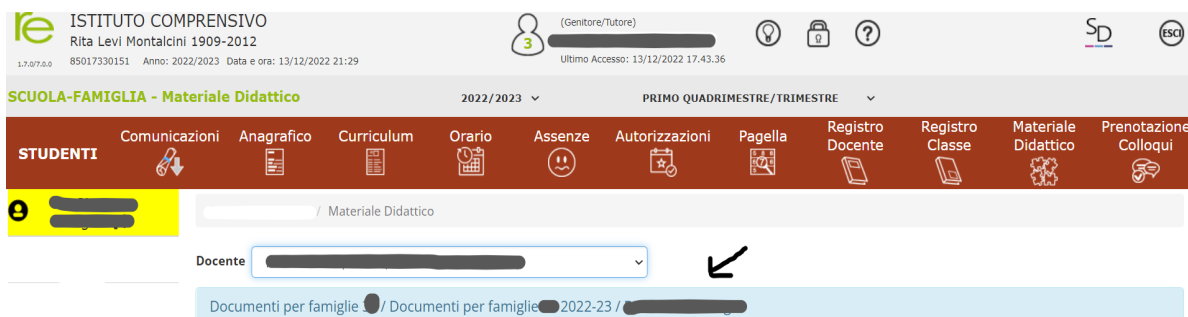 re ISTITUTO COMPRENSIVO
Rita Levi Montalcini 1909-2012
1.7.0/7.0.0 85017330151 Anno: 2022/2023 Data e ora: 13/12/2022 21:29
3 (Genitore/Tutore)
Ultimo Accesso: 13/12/2022 17.43.36
SD ESCI
SCUOLA-FAMIGLIA - Materiale Didattico 2022/2023 PRIMO QUADRIMESTRE/TRIMESTRE
STUDENTI
Comunicazioni
Anagrafico
Curriculum
Orario
Assenze
Autorizzazioni
Pagella
Registro
Docente
Registro
Classe
Materiale
Didattico
Prenotazione
Colloqui
/ Materiale Didattico
Docente
Documenti per famiglie / Documenti per famiglie 2022-23 /